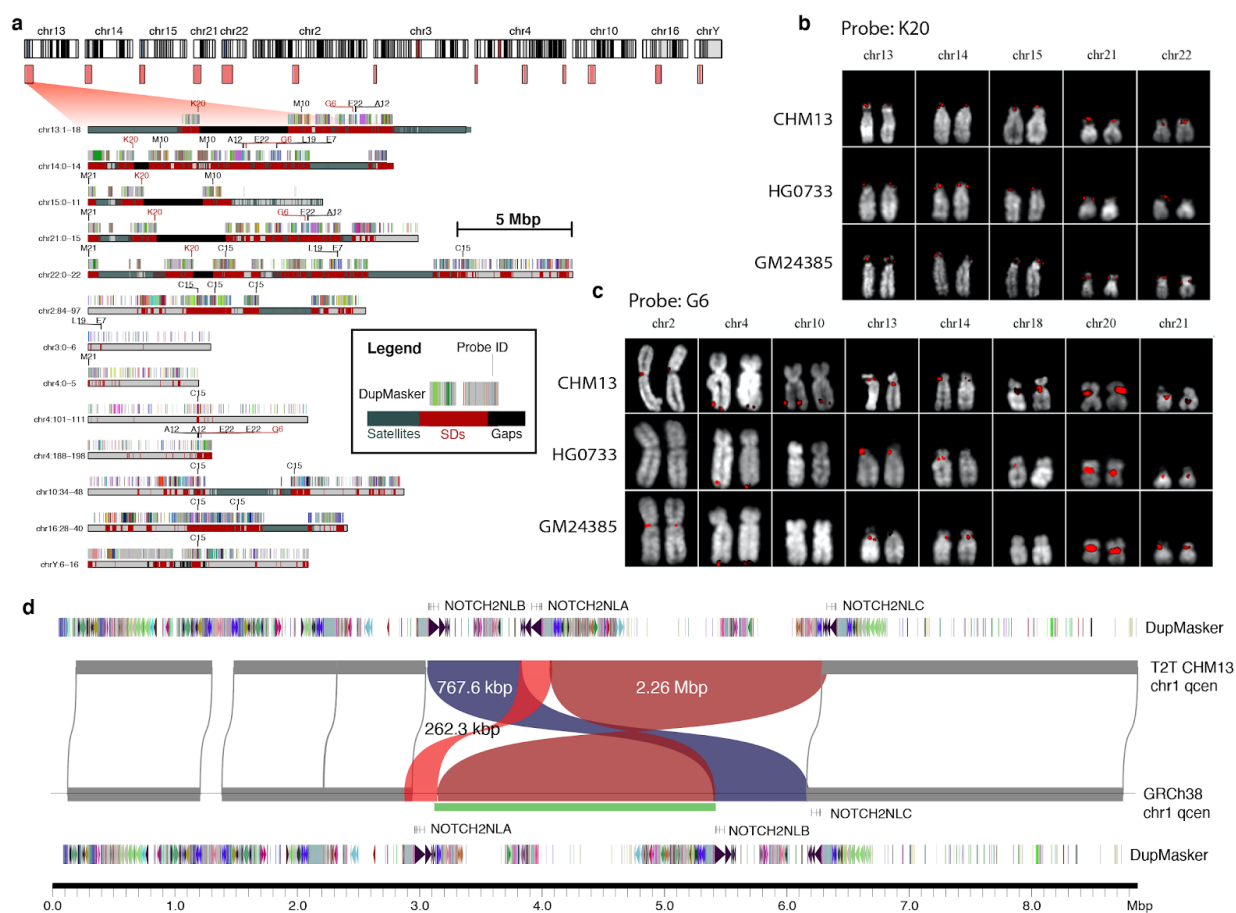 a
chr13 chr14 chr15 chr21 chr22 chr2 chr3 chr4 chr10 chr16 chrY
K20 M10 G6 E22 A12
chr13:1–18
K20 M10 M10 A12 E22 G6 L19 E7
chr14:0–14
M21 K20 M10
chr15:0–11
M21 K20 G6 E22 A12
chr21:0–15
5 Mbp
M21 K20 C15 L19 E7 C15
chr22:0–22
C15 C15
chr2:84–97
L19 E7
chr3:0–6
M21
chr4:0–5
C15
chr4:101–111
A12 A12 E22 E22 G6
chr4:188–198
C15 C15
chr10:34–48
C15 C15
chr16:28–40
C15
chrY:6–16
Legend
Probe ID
DupMasker
Satellites SDs Gaps
b
Probe: K20
chr13 chr14 chr15 chr21 chr22
CHM13
HG0733
GM24385
c
Probe: G6
chr2 chr4 chr10 chr13 chr14 chr18 chr20 chr21
CHM13
HG0733
GM24385
d
NOTCH2NLB NOTCH2NLA NOTCH2NLC
DupMasker
T2T CHM13
chr1 qcen
767.6 kbp 2.26 Mbp
262.3 kbp
GRCh38
chr1 qcen
NOTCH2NLC
NOTCH2NLA NOTCH2NLB
DupMasker
0.0 1.0 2.0 3.0 4.0 5.0 6.0 7.0 8.0 Mbp